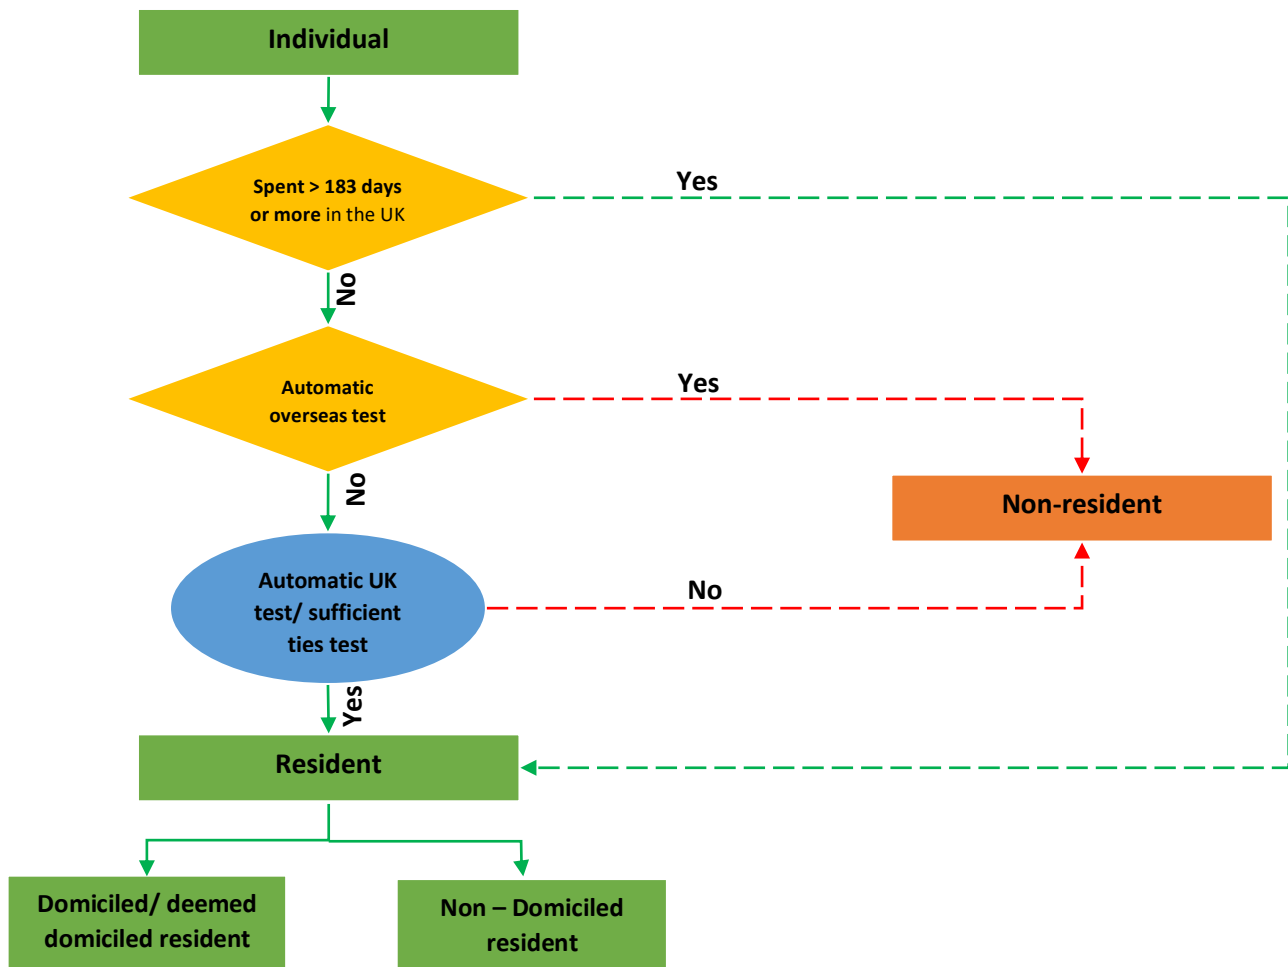 Individual
Spent > 183 days
or more in the UK
Yes
No
Automatic
overseas test
Yes
No
Non-resident
Automatic UK
test/ sufficient
ties test
No
Yes
Resident
Domiciled/ deemed
domiciled resident
Non – Domiciled
resident